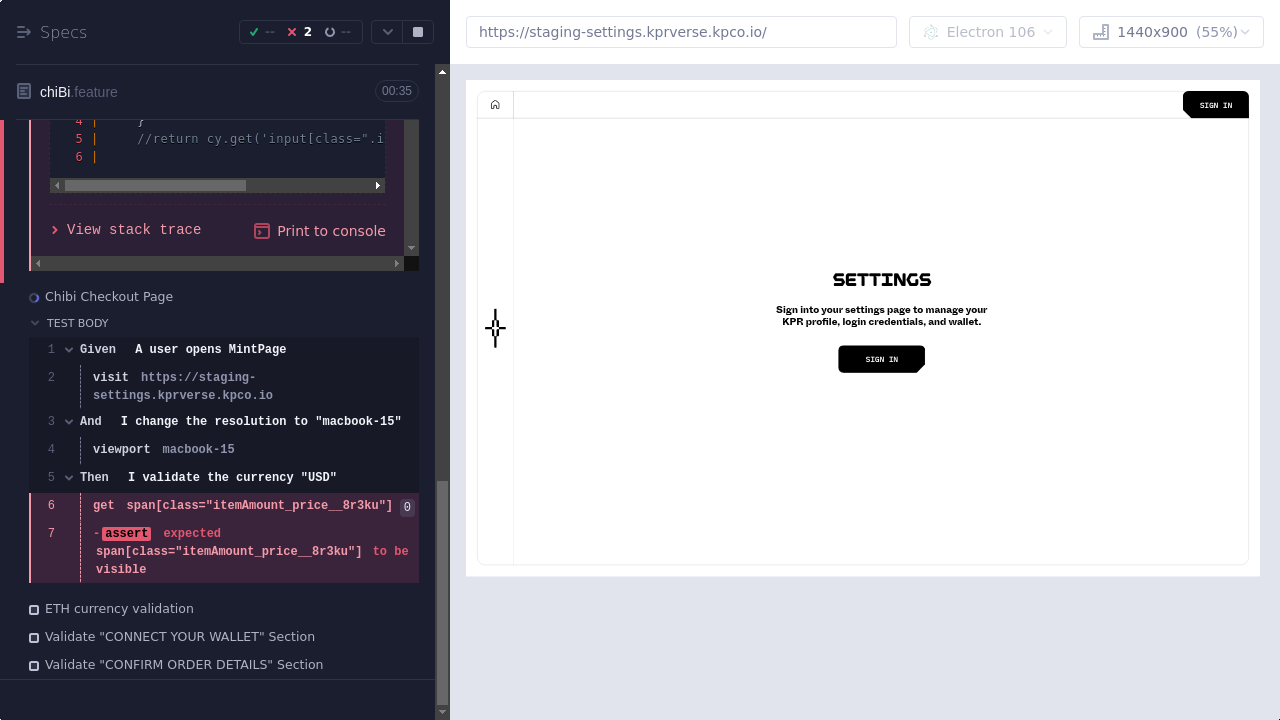 Specs
-- 2 --
https://staging-settings.kprverse.kpco.io/
Electron 106
1440x900 (55%)
chiBi.feature
00:35
4 | }
5 | //return cy.get('input[class=".i
6 |
View stack trace
Print to console
Chibi Checkout Page
TEST BODY
1 Given A user opens MintPage
2 visit https://staging-
settings.kprverse.kpco.io
3 And I change the resolution to "macbook-15"
4 viewport macbook-15
5 Then I validate the currency "USD"
6 get span[class="itemAmount_price__8r3ku"] 0
7 -assert expected
span[class="itemAmount_price__8r3ku"] to be
visible
ETH currency validation
Validate "CONNECT YOUR WALLET" Section
Validate "CONFIRM ORDER DETAILS" Section
SIGN IN
SETTINGS
Sign into your settings page to manage your
KPR profile, login credentials, and wallet.
SIGN IN